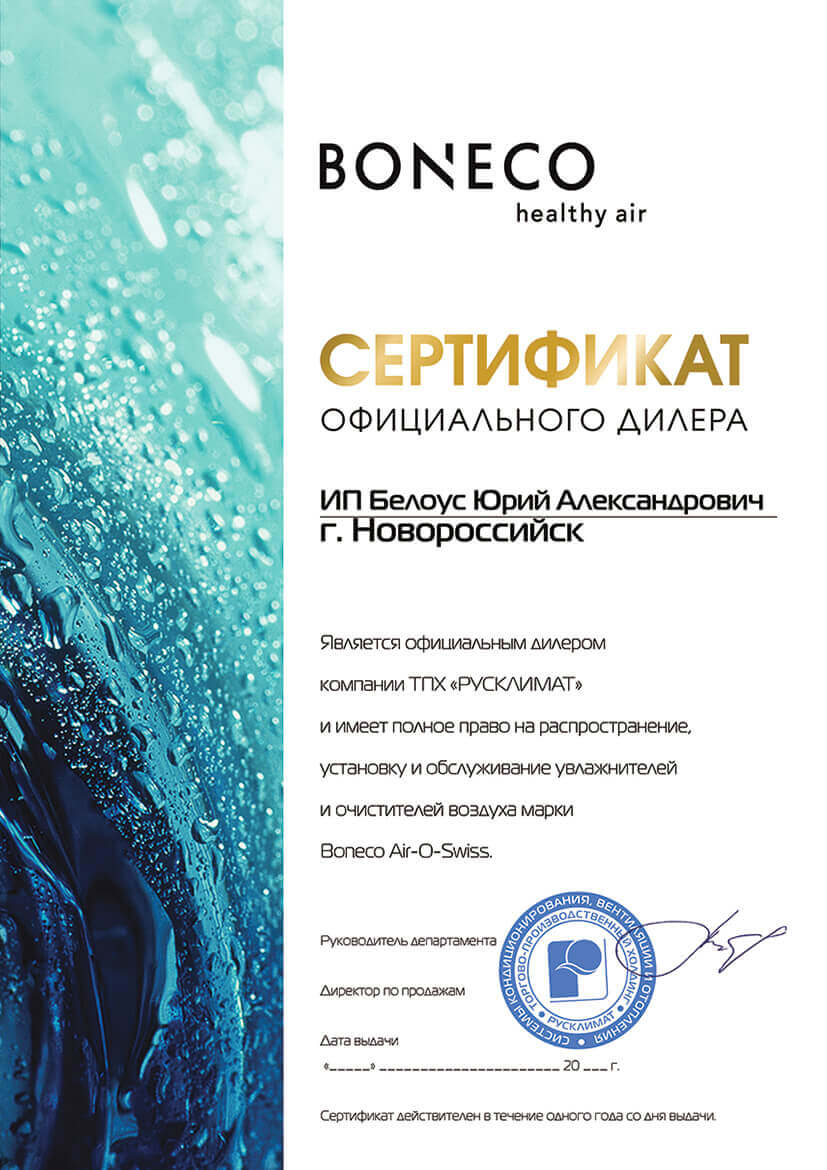 BONECO
healthy air
СЕРТИФИКАТ
ОФИЦИАЛЬНОГО ДИЛЕРА
ИП Белоус Юрий Александрович
г. Новороссийск
Является официальным дилером
компании ТПХ «РУСКЛИМАТ»
и имеет полное право на распространение,
установку и обслуживание увлажнителей
и очистителей воздуха марки
Boneco Air-O-Swiss.
Руководитель департамента
СИСТЕМЫ КОНДИЦИОНИРОВАНИЯ, ВЕНТИЛЯЦИИ И ОТОПЛЕНИЯ
ТОРГОВО-ПРОИЗВОДСТВЕННЫЙ ХОЛДИНГ
• РУСКЛИМАТ •
Директор по продажам
Дата выдачи
«_____» ______________________ 20 ___ г.
Сертификат действителен в течение одного года со дня выдачи.